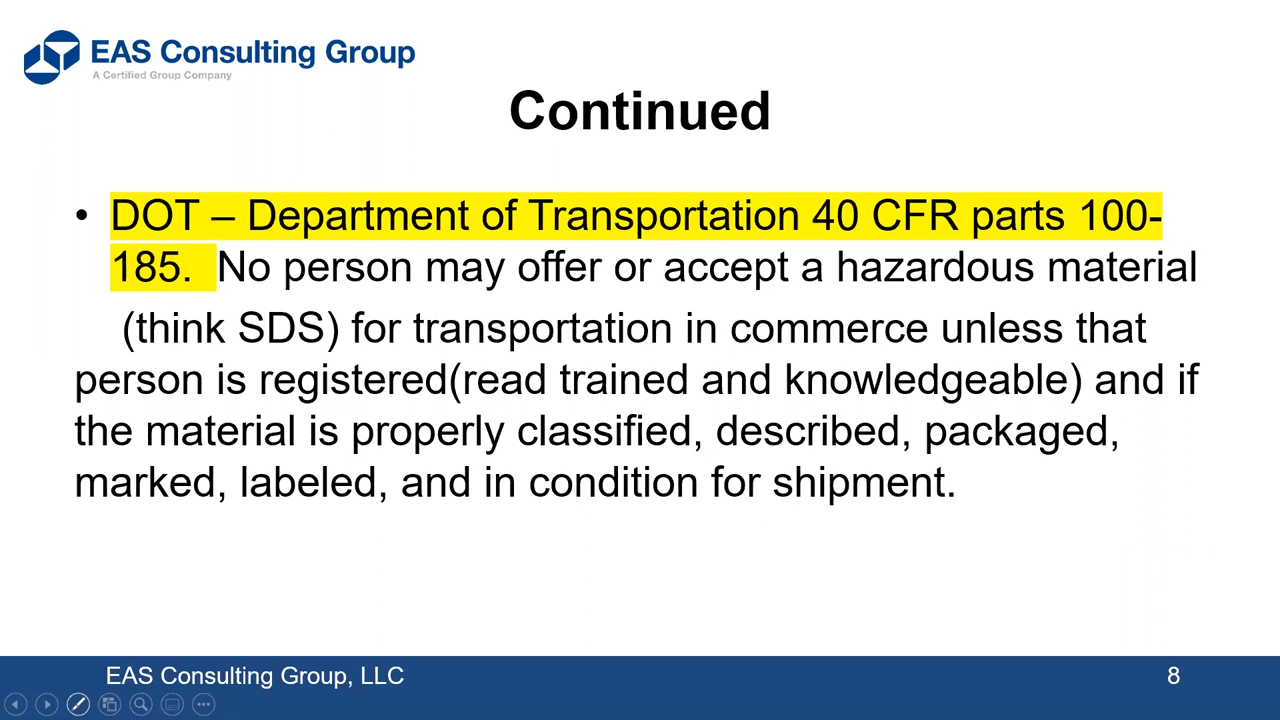 EAS Consulting Group
A Certified Group Company
Continued
• DOT – Department of Transportation 40 CFR parts 100-
185. No person may offer or accept a hazardous material
(think SDS) for transportation in commerce unless that
person is registered(read trained and knowledgeable) and if
the material is properly classified, described, packaged,
marked, labeled, and in condition for shipment.
EAS Consulting Group, LLC
8